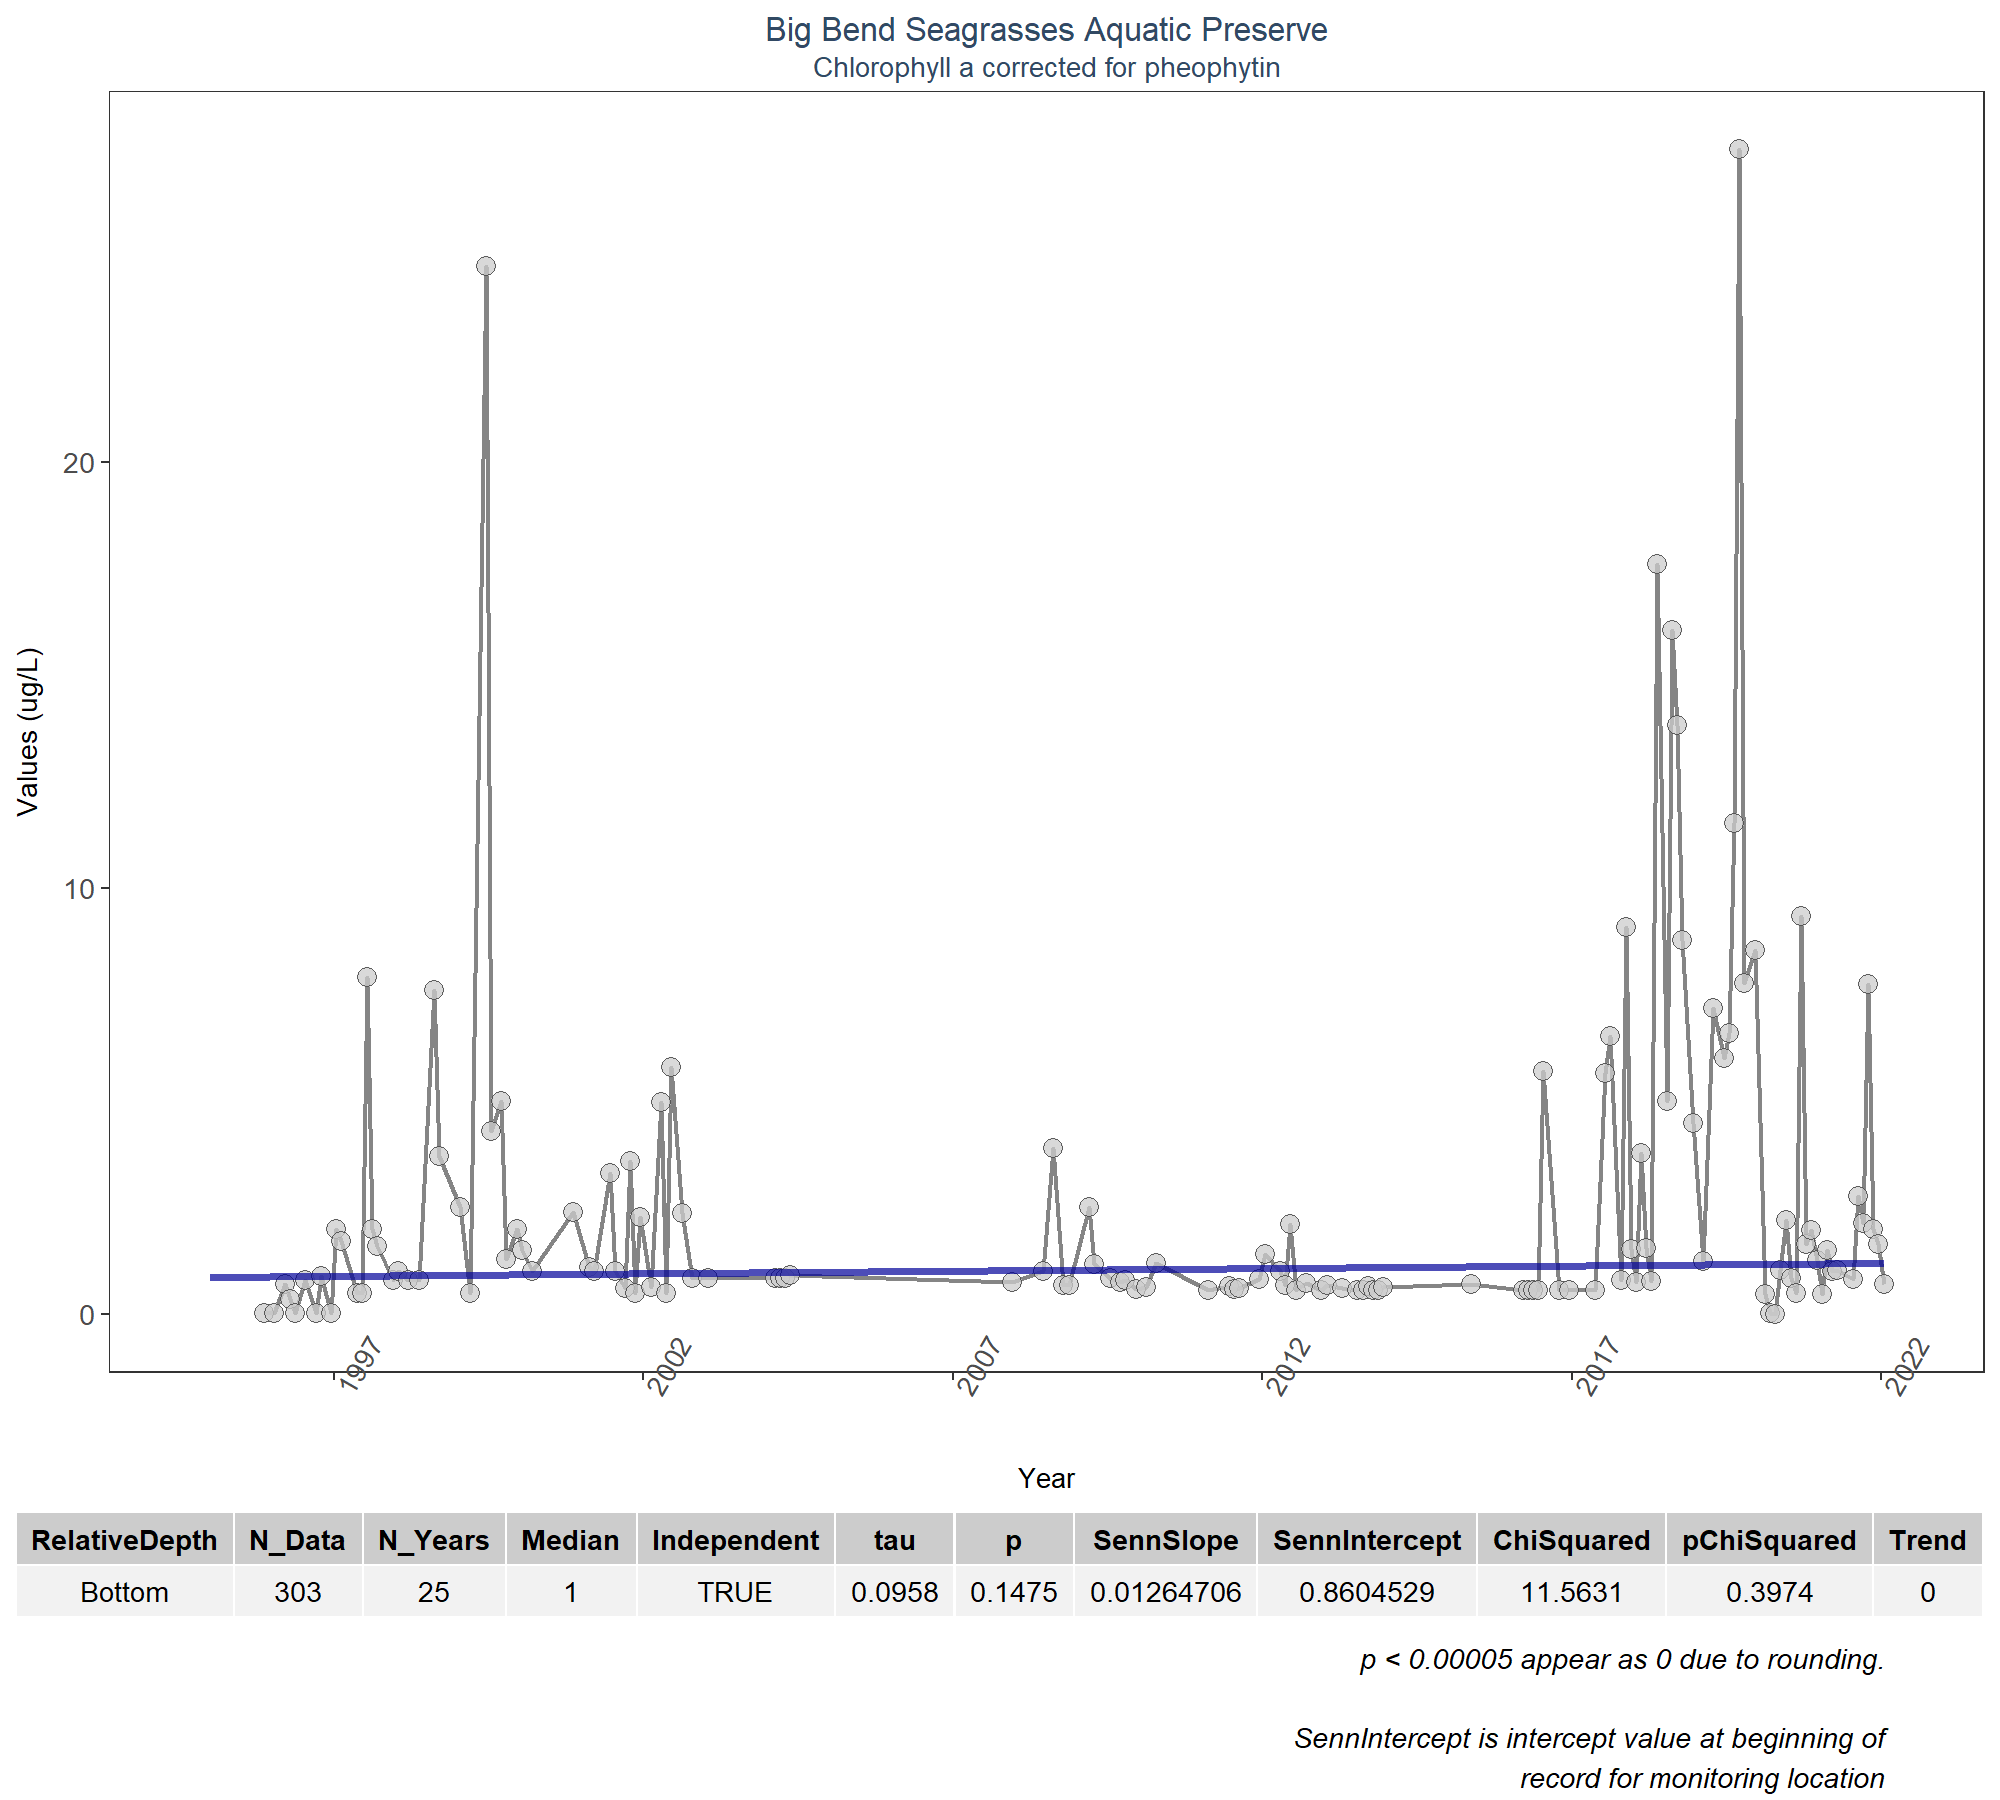 Big Bend Seagrasses Aquatic Preserve
Chlorophyll a corrected for pheophytin
Values (ug/L)
20
10
0
1997 2002 2007 2012 2017 2022
Year
RelativeDepth N_Data N_Years Median Independent tau p SennSlope SennIntercept ChiSquared pChiSquared Trend
Bottom 303 25 1 TRUE 0.0958 0.1475 0.01264706 0.8604529 11.5631 0.3974 0
p < 0.00005 appear as 0 due to rounding.
SennIntercept is intercept value at beginning of
record for monitoring location